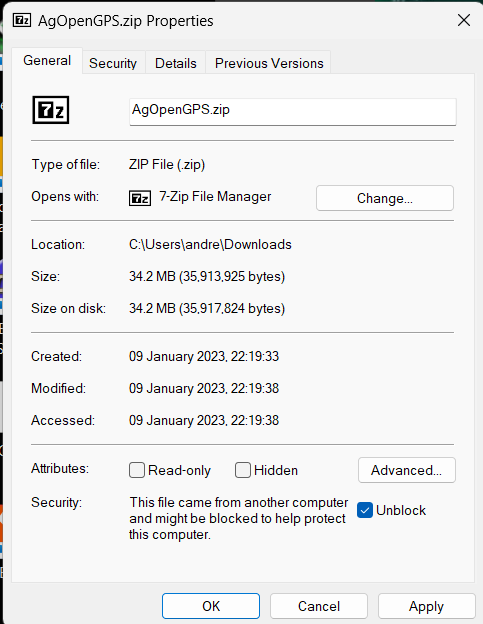 7z AgOpenGPS.zip Properties
General Security Details Previous Versions
7z AgOpenGPS.zip
Type of file: ZIP File (.zip)
Opens with: 7z 7-Zip File Manager Change...
Location: C:\Users\andre\Downloads
Size: 34.2 MB (35,913,925 bytes)
Size on disk: 34.2 MB (35,917,824 bytes)
Created: 09 January 2023, 22:19:33
Modified: 09 January 2023, 22:19:38
Accessed: 09 January 2023, 22:19:38
Attributes: Read-only Hidden Advanced...
Security: This file came from another computer
and might be blocked to help protect
this computer.
Unblock
OK Cancel Apply